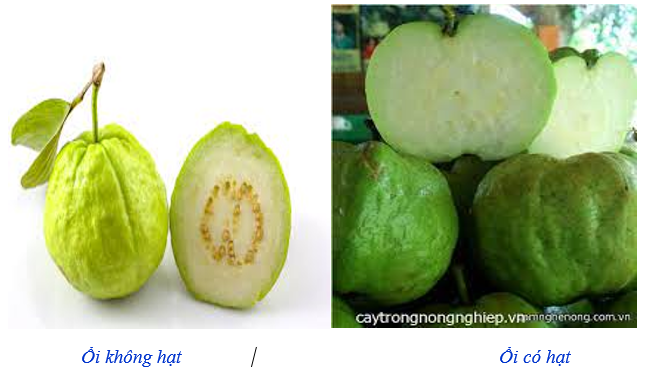 caytrongnongnghiep.vn
Ổi không hạt / Ổi có hạt